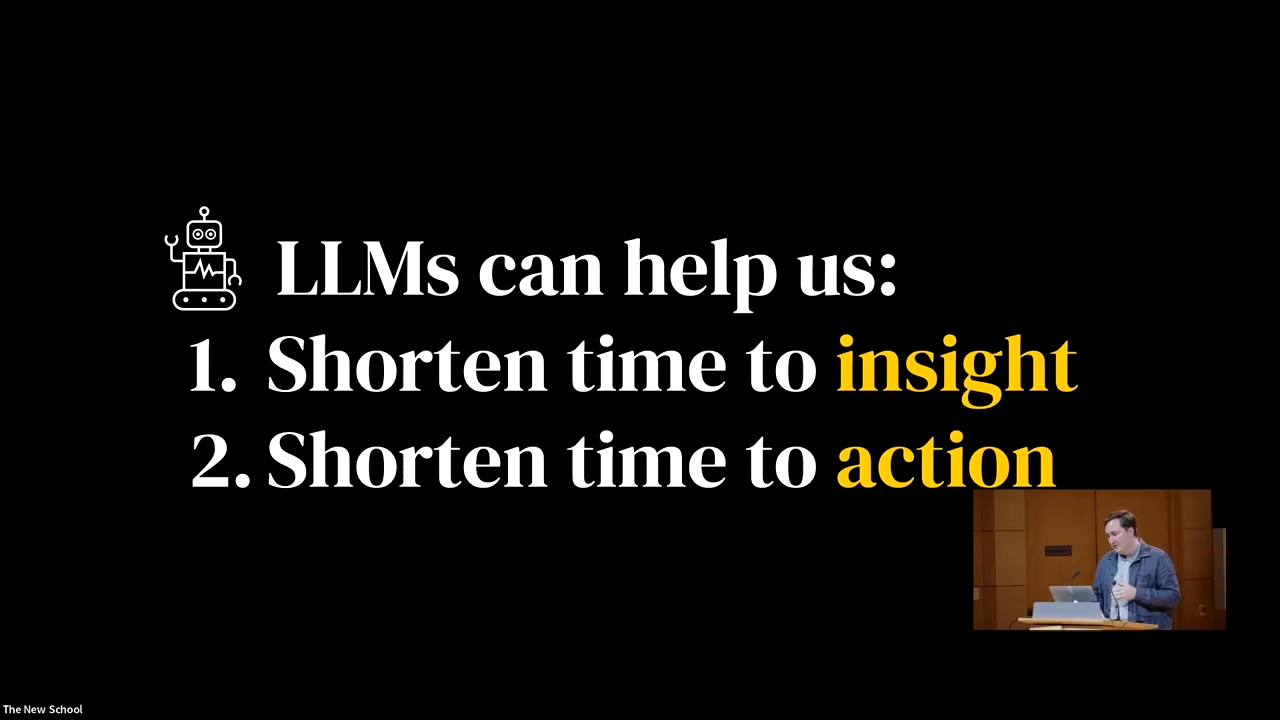 LLMs can help us:
1. Shorten time to insight
2. Shorten time to action
The New School